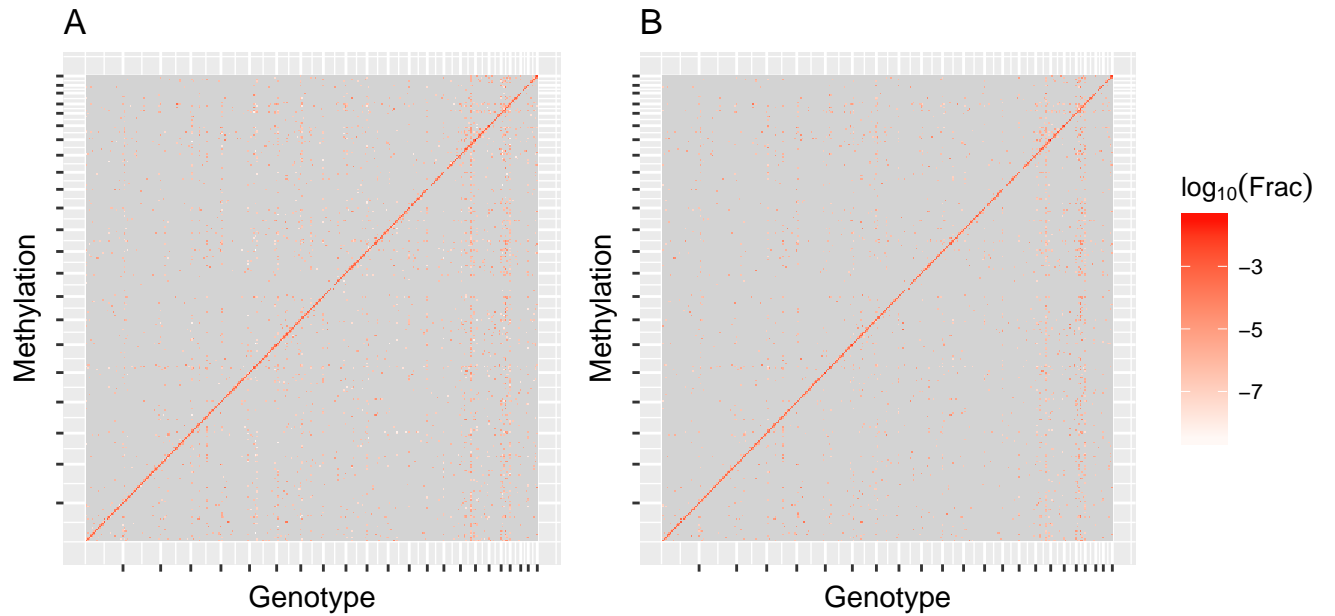 A
B
Methylation
Genotype
Methylation
Genotype
log₁₀(Frac)
−3
−5
−7